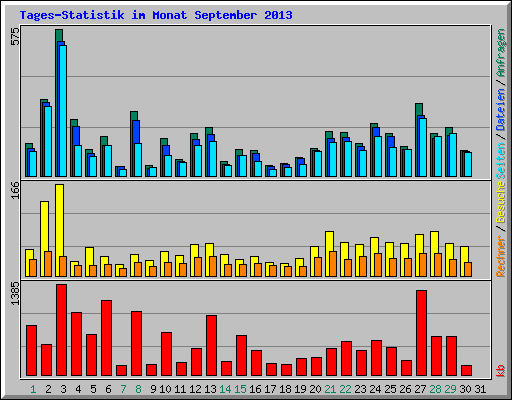 Tages-Statistik im Monat September 2013
575
166
1385
Rechner / Besuche Seiten / Dateien / Anfragen
kb
1 2 3 4 5 6 7 8 9 10 11 12 13 14 15 16 17 18 19 20 21 22 23 24 25 26 27 28 29 30 31